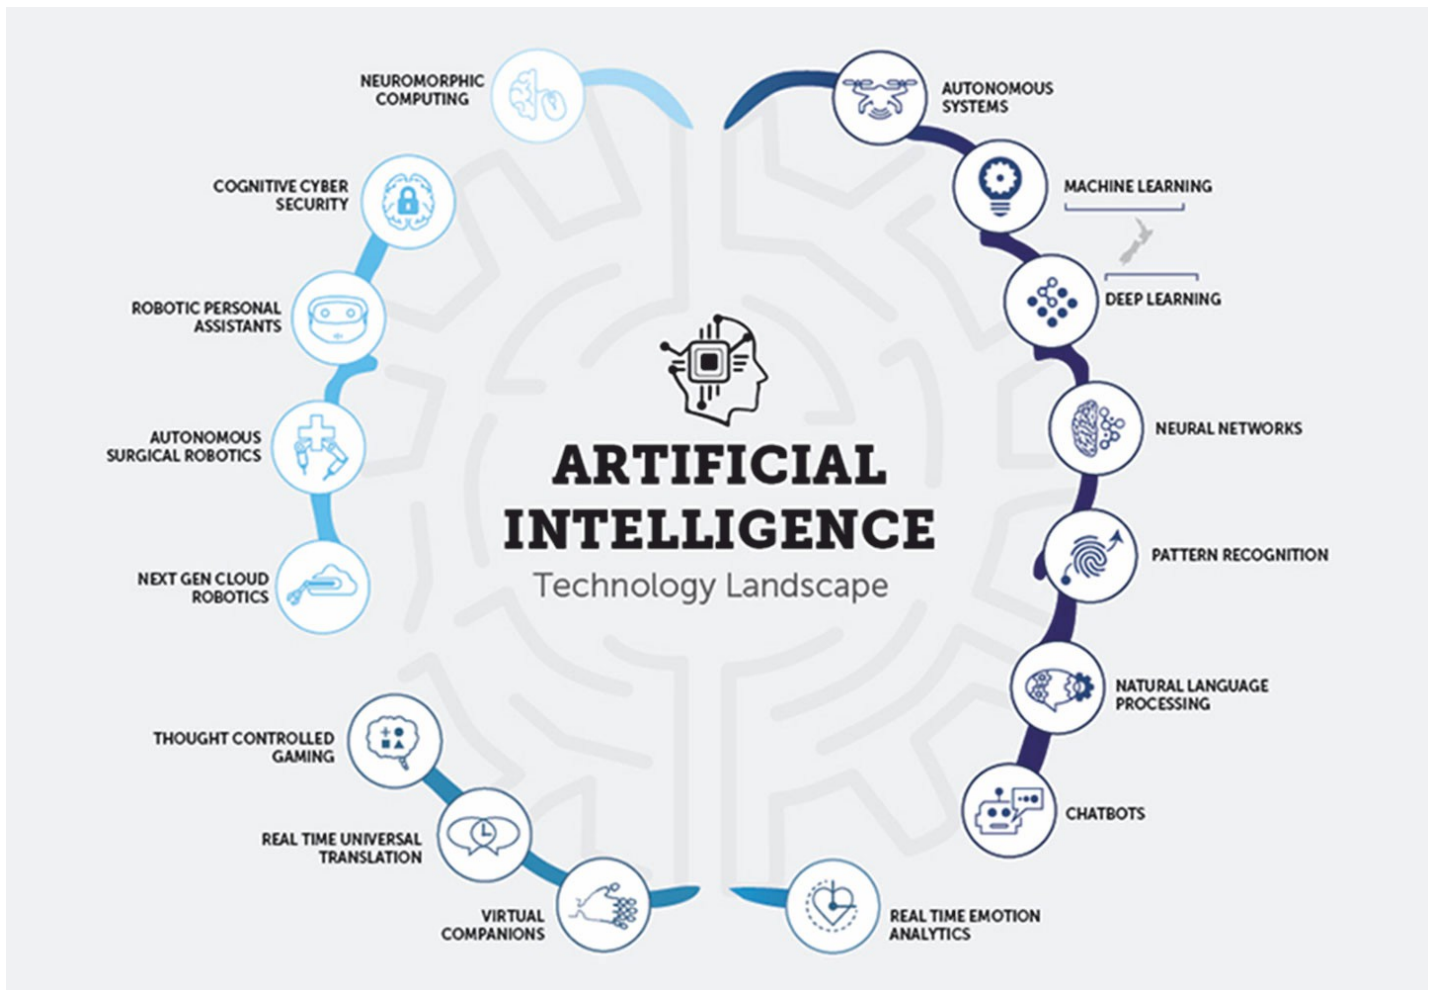 NEUROMORPHIC
COMPUTING
COGNITIVE CYBER
SECURITY
ROBOTIC PERSONAL
ASSISTANTS
AUTONOMOUS
SURGICAL ROBOTICS
NEXT GEN CLOUD
ROBOTICS
THOUGHT CONTROLLED
GAMING
REAL TIME UNIVERSAL
TRANSLATION
VIRTUAL
COMPANIONS
ARTIFICIAL
INTELLIGENCE
Technology Landscape
AUTONOMOUS
SYSTEMS
MACHINE LEARNING
DEEP LEARNING
NEURAL NETWORKS
PATTERN RECOGNITION
NATURAL LANGUAGE
PROCESSING
CHATBOTS
REAL TIME EMOTION
ANALYTICS